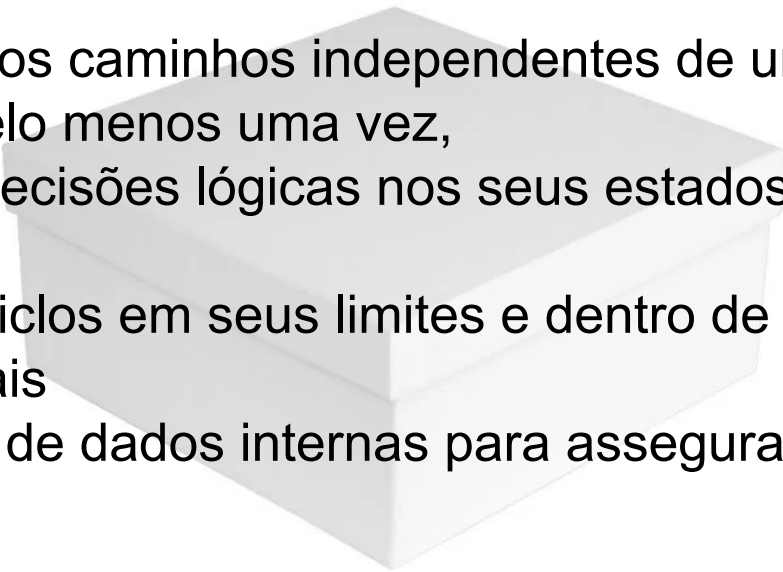 os caminhos independentes de u
elo menos uma vez,
ecisões lógicas nos seus estados
iclos em seus limites e dentro de
ais
de dados internas para assegura